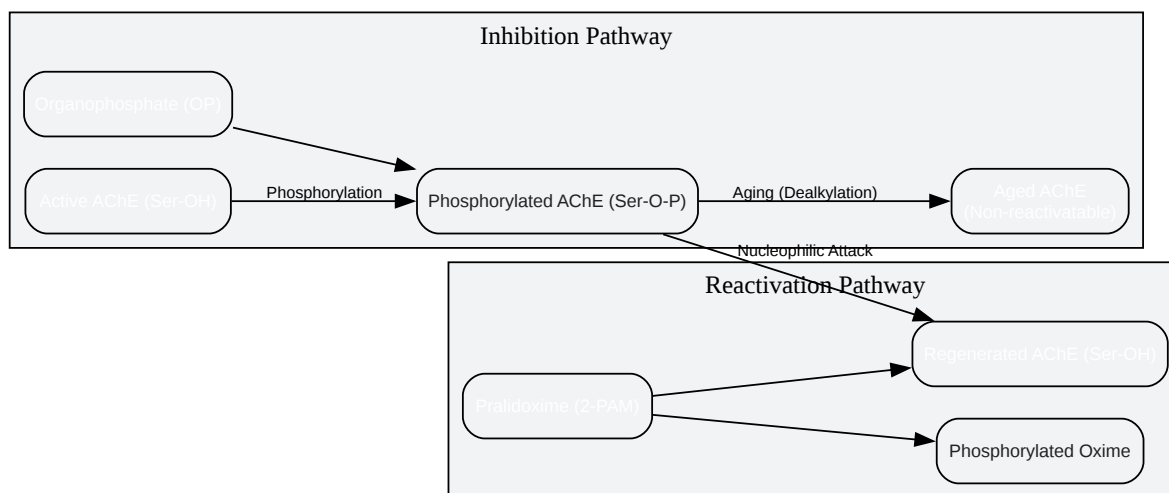 Inhibition Pathway
Organophosphate (OP)
Active AChE (Ser-OH)
Phosphorylation
Phosphorylated AChE (Ser-O-P)
Aging (Dealkylation)
Aged AChE
(Non-reactivatable)
Nucleophilic Attack
Reactivation Pathway
Regenerated AChE (Ser-OH)
Pralidoxime (2-PAM)
Phosphorylated Oxime